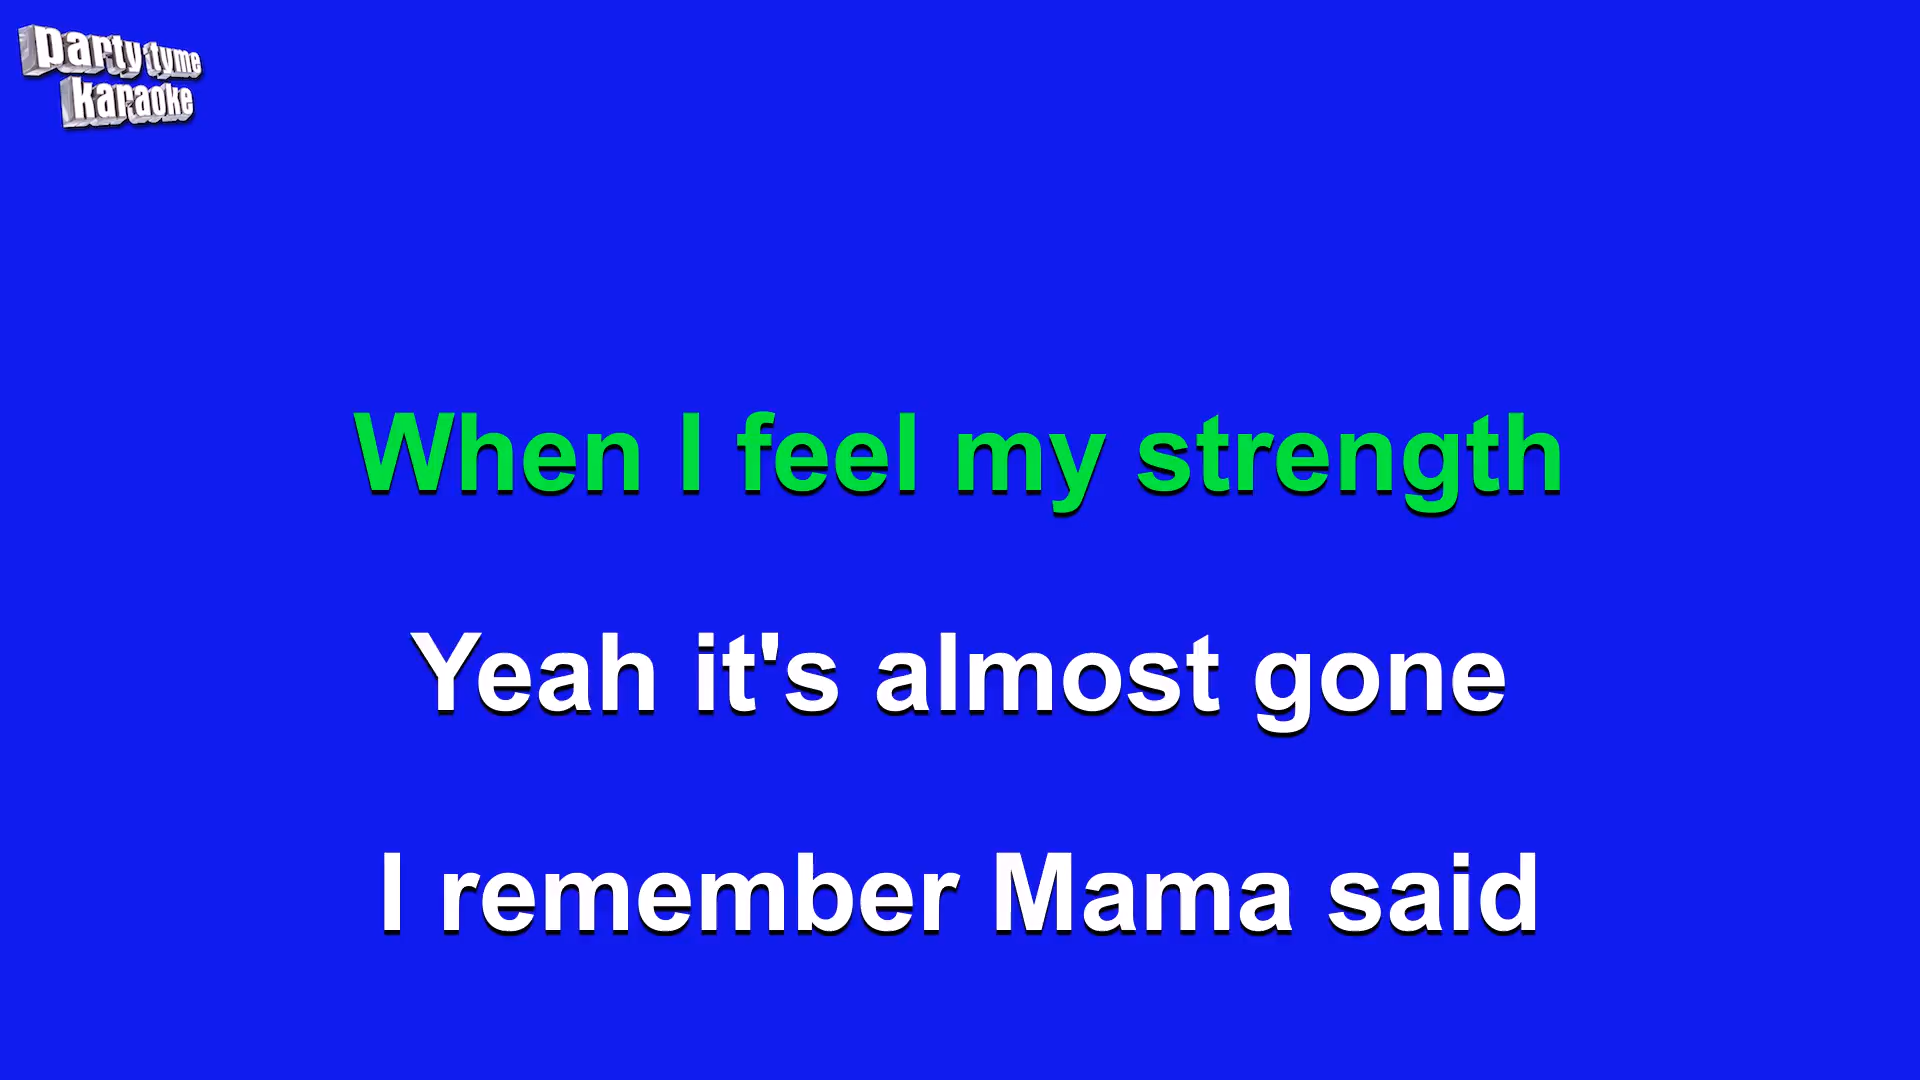 party tyme
karaoke
When I feel my strength
Yeah it's almost gone
I remember Mama said